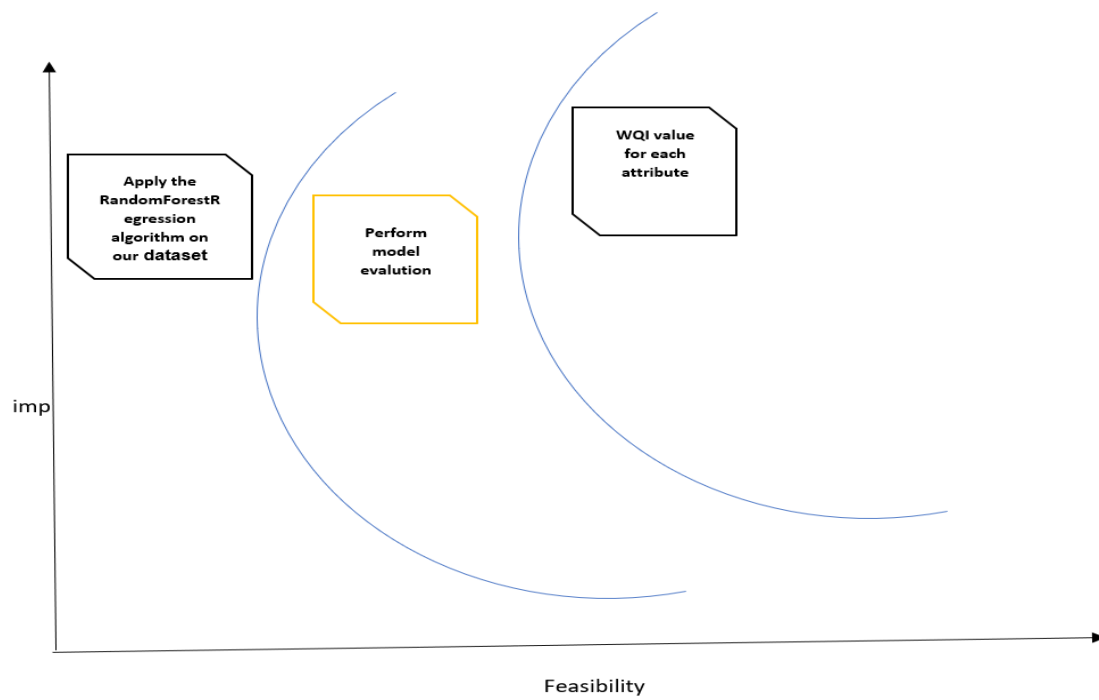 Apply the
RandomForestR
egression
algorithm on
our dataset
Perform
model
evalution
WQI value
for each
attribute
imp
Feasibility